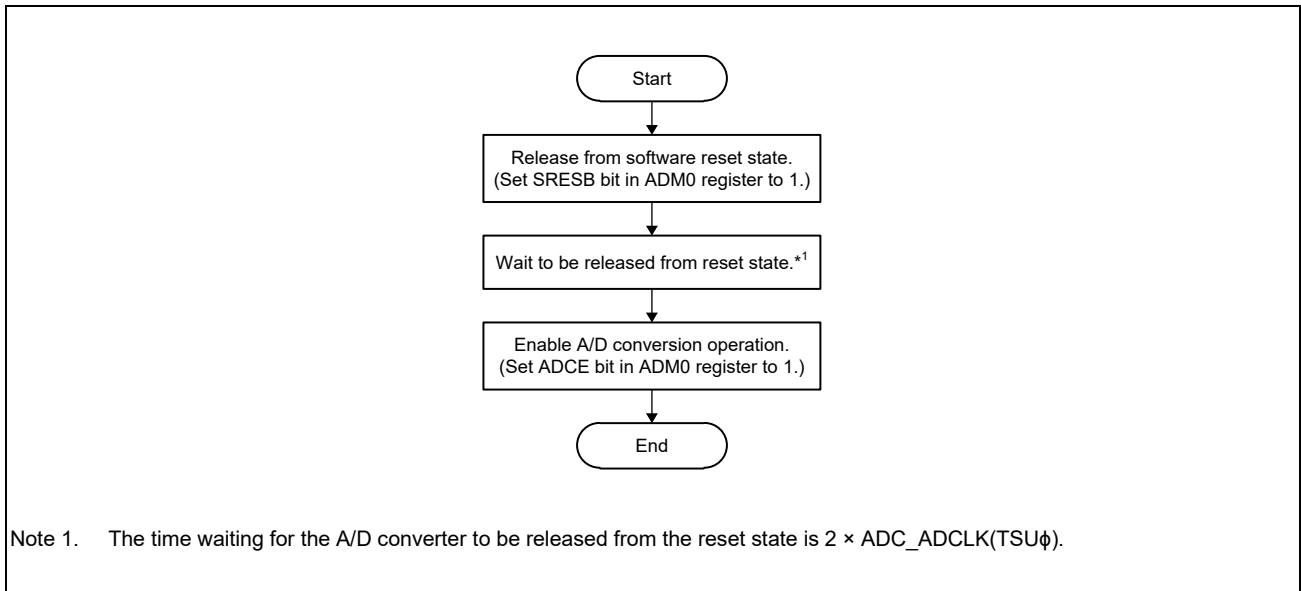 Start
Release from software reset state.
(Set SRESB bit in ADM0 register to 1.)
Wait to be released from reset state.*1
Enable A/D conversion operation.
(Set ADCE bit in ADM0 register to 1.)
End
Note 1. The time waiting for the A/D converter to be released from the reset state is 2 × ADC_ADCLK(TSUϕ).